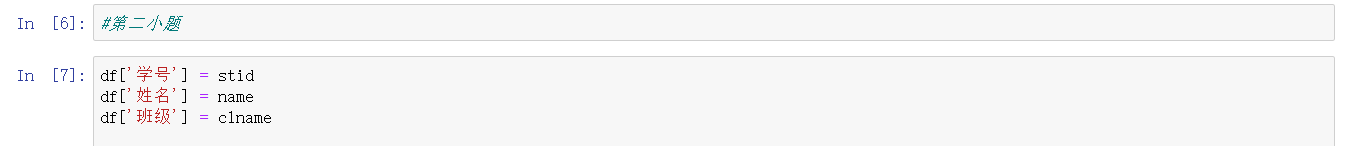 In [6]: #第二小题
In [7]: df['学号'] = stid
df['姓名'] = name
df['班级'] = clname